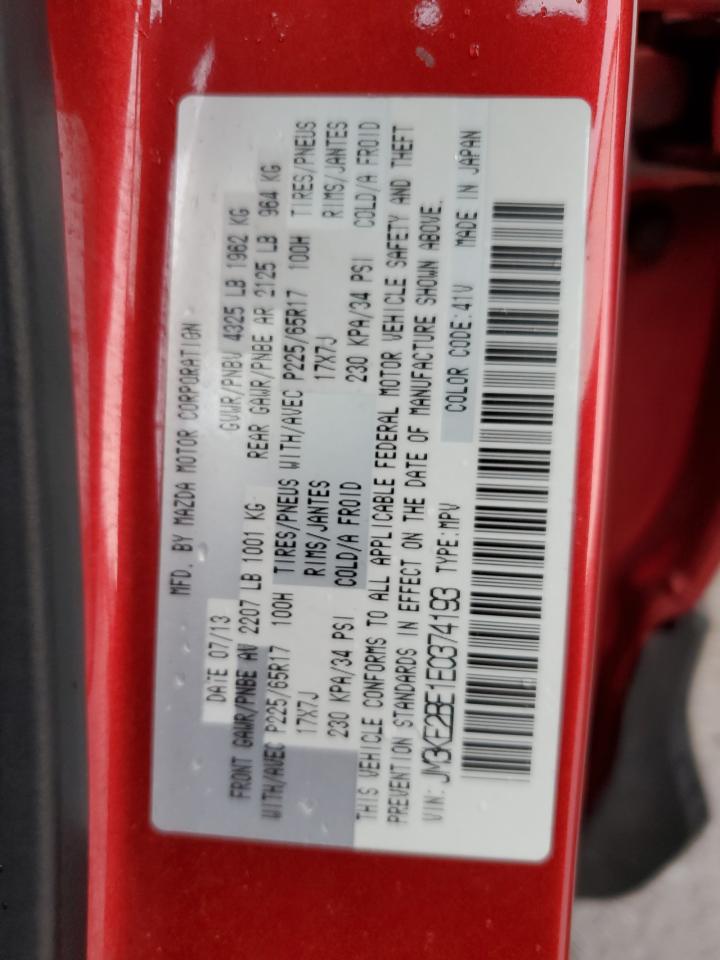 MFD. BY MAZDA MOTOR CORPORATION
DATE 07/13 GVWR/PNBV 4325 LB 1962 KG
FRONT GAWR/PNBE AV 2207 LB 1001 KG REAR GAWR/PNBE AR 2125 LB 964 KG
WITH/AVEC P225/65R17 100H TIRES/PNEUS WITH/AVEC P225/65R17 100H TIRES/PNEUS
17X7J RIMS/JANTES 17X7J RIMS/JANTES
230 KPA/34 PSI COLD/A FROID 230 KPA/34 PSI COLD/A FROID
THIS VEHICLE CONFORMS TO ALL APPLICABLE FEDERAL MOTOR VEHICLE SAFETY AND THEFT
PREVENTION STANDARDS IN EFFECT ON THE DATE OF MANUFACTURE SHOWN ABOVE.
VIN: JM3KE2BE1E0374193 TYPE:MPV COLOR CODE:41V MADE IN JAPAN